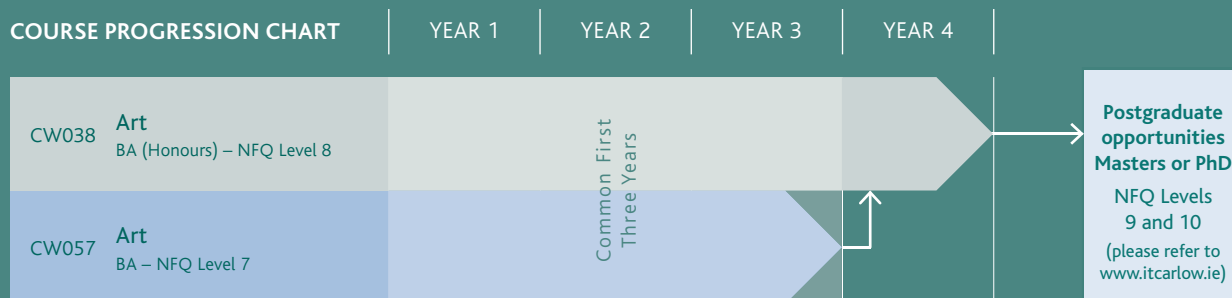 COURSE PROGRESSION CHART
YEAR 1
YEAR 2
YEAR 3
YEAR 4
CW038
Art
BA (Honours) – NFQ Level 8
CW057
Art
BA – NFQ Level 7
Common First
Three Years
Postgraduate
opportunities
Masters or PhD
NFQ Levels
9 and 10
(please refer to
www.itcarlow.ie)